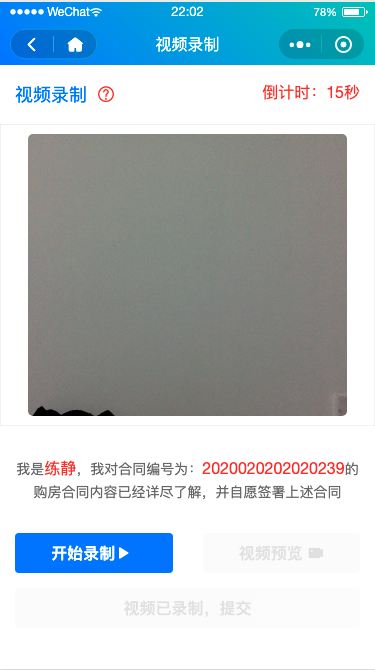 WeChat 22:02 78%
视频录制
视频录制 倒计时：15秒
我是练静，我对合同编号为：2020020202020239的
购房合同内容已经详尽了解，并自愿签署上述合同
开始录制 视频预览
视频已录制，提交